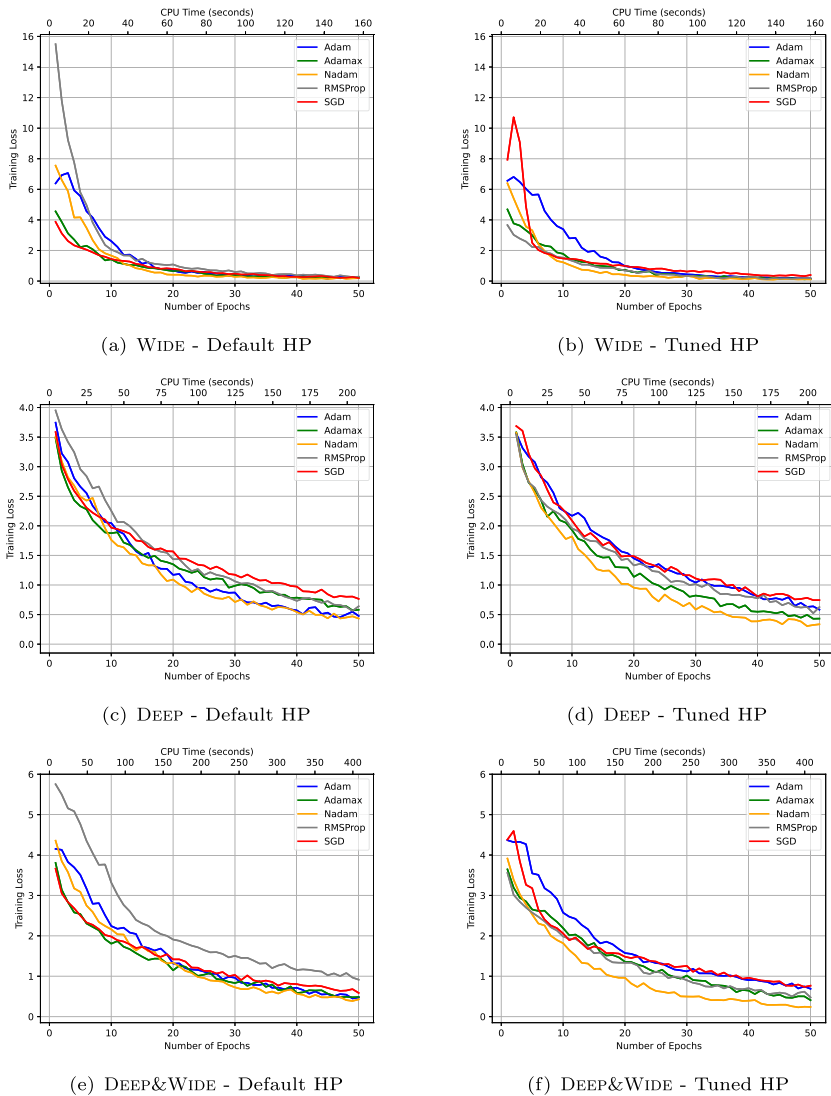 CPU Time (seconds)
0 20 40 60 80 100 120 140 160
16
14
12
10
8
6
4
2
0
Training Loss
Adam
Adamax
Nadam
RMSProp
SGD
0 10 20 30 40 50
Number of Epochs
(a) WIDE - Default HP
CPU Time (seconds)
0 20 40 60 80 100 120 140 160
16
14
12
10
8
6
4
2
0
Training Loss
Adam
Adamax
Nadam
RMSProp
SGD
0 10 20 30 40 50
Number of Epochs
(b) WIDE - Tuned HP
CPU Time (seconds)
0 25 50 75 100 125 150 175 200
4.0
3.5
3.0
2.5
2.0
1.5
1.0
0.5
0.0
Training Loss
Adam
Adamax
Nadam
RMSProp
SGD
0 10 20 30 40 50
Number of Epochs
(c) DEEP - Default HP
CPU Time (seconds)
0 25 50 75 100 125 150 175 200
4.0
3.5
3.0
2.5
2.0
1.5
1.0
0.5
0.0
Training Loss
Adam
Adamax
Nadam
RMSProp
SGD
0 10 20 30 40 50
Number of Epochs
(d) DEEP - Tuned HP
CPU Time (seconds)
0 50 100 150 200 250 300 350 400
6
5
4
3
2
1
0
Training Loss
Adam
Adamax
Nadam
RMSProp
SGD
0 10 20 30 40 50
Number of Epochs
(e) DEEP&WIDE - Default HP
CPU Time (seconds)
0 50 100 150 200 250 300 350 400
6
5
4
3
2
1
0
Training Loss
Adam
Adamax
Nadam
RMSProp
SGD
0 10 20 30 40 50
Number of Epochs
(f) DEEP&WIDE - Tuned HP